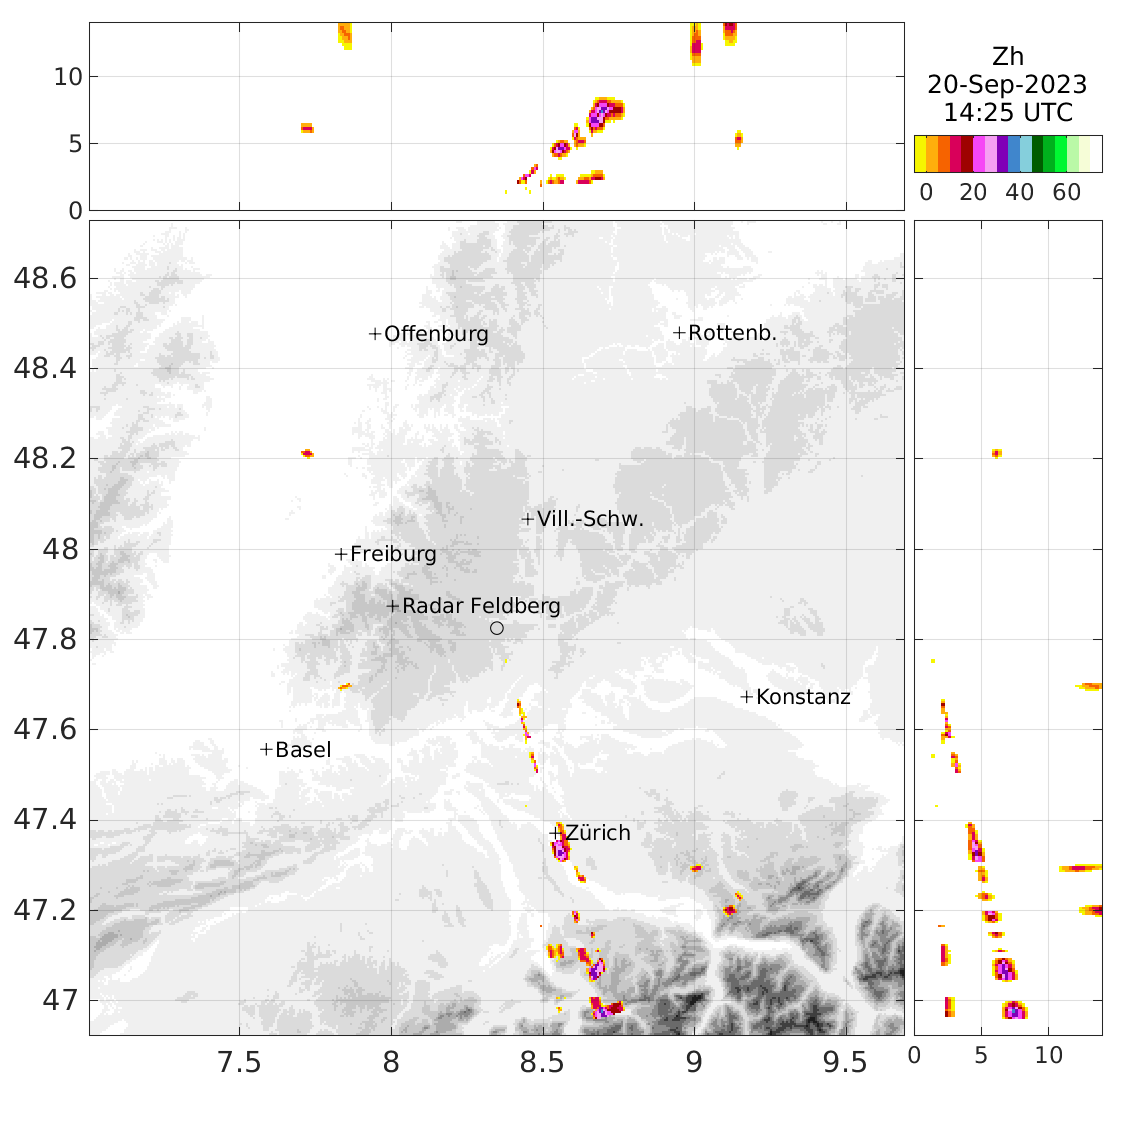 Zh
20-Sep-2023
14:25 UTC
0 20 40 60
10
5
0
48.6
48.4
48.2
48
47.8
47.6
47.4
47.2
47
Offenburg
Rottenb.
Vill.-Schw.
Freiburg
Radar Feldberg
Konstanz
Basel
Zürich
7.5 8 8.5 9 9.5
0 5 10